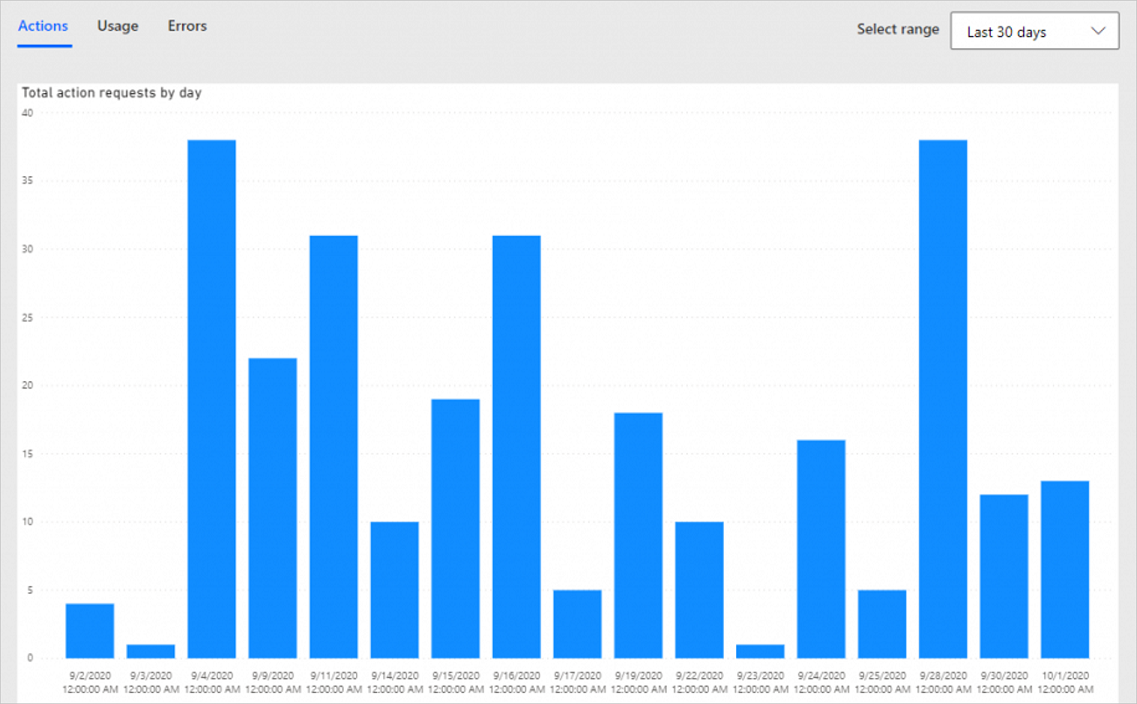 Actions Usage Errors Select range Last 30 days
Total action requests by day
40
35
30
25
20
15
10
5
0
9/2/2020 9/3/2020 9/4/2020 9/9/2020 9/11/2020 9/14/2020 9/15/2020 9/16/2020 9/17/2020 9/19/2020 9/22/2020 9/23/2020 9/24/2020 9/25/2020 9/28/2020 9/30/2020 10/1/2020
12:00:00 AM 12:00:00 AM 12:00:00 AM 12:00:00 AM 12:00:00 AM 12:00:00 AM 12:00:00 AM 12:00:00 AM 12:00:00 AM 12:00:00 AM 12:00:00 AM 12:00:00 AM 12:00:00 AM 12:00:00 AM 12:00:00 AM 12:00:00 AM 12:00:00 AM